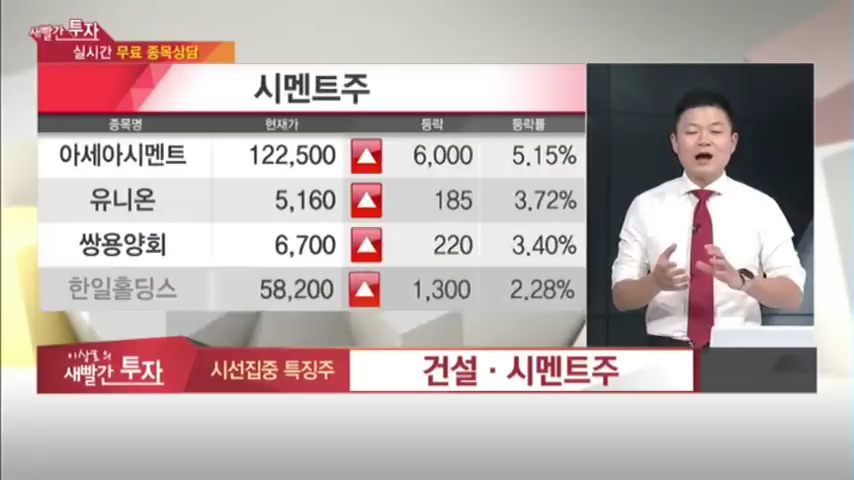 새빨간 투자
실시간 무료 종목상담
시멘트주
종목명 현재가 등락 등락률
아세아시멘트 122,500 6,000 5.15%
유니온 5,160 185 3.72%
쌍용양회 6,700 220 3.40%
한일홀딩스 58,200 1,300 2.28%
이상로의
새빨간 투자
시선집중 특징주
건설 · 시멘트주